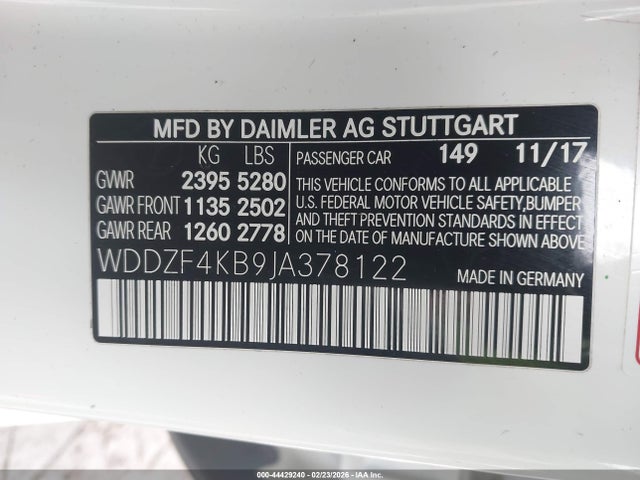 MFD BY DAIMLER AG STUTTGART
KG LBS
PASSENGER CAR 149 11/17
GVWR 2395 5280
GAWR FRONT 1135 2502
GAWR REAR 1260 2778
THIS VEHICLE CONFORMS TO ALL APPLICABLE
U.S. FEDERAL MOTOR VEHICLE SAFETY,BUMPER
AND THEFT PREVENTION STANDARDS IN EFFECT
ON THE DATE OF MANUFACTURE SHOWN ABOVE
WDDZF4KB9JA378122
MADE IN GERMANY
000-44429240 - 02/23/2026 - IAAI.COM